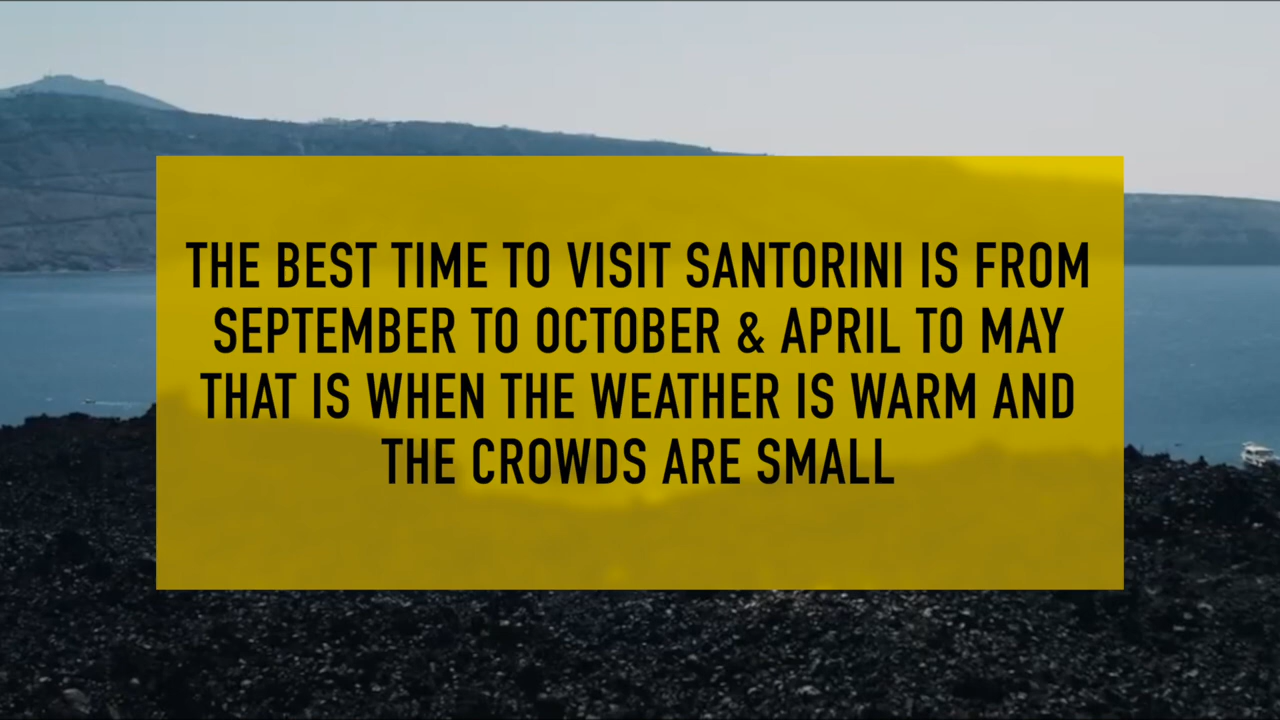 THE BEST TIME TO VISIT SANTORINI IS FROM
SEPTEMBER TO OCTOBER & APRIL TO MAY
THAT IS WHEN THE WEATHER IS WARM AND
THE CROWDS ARE SMALL